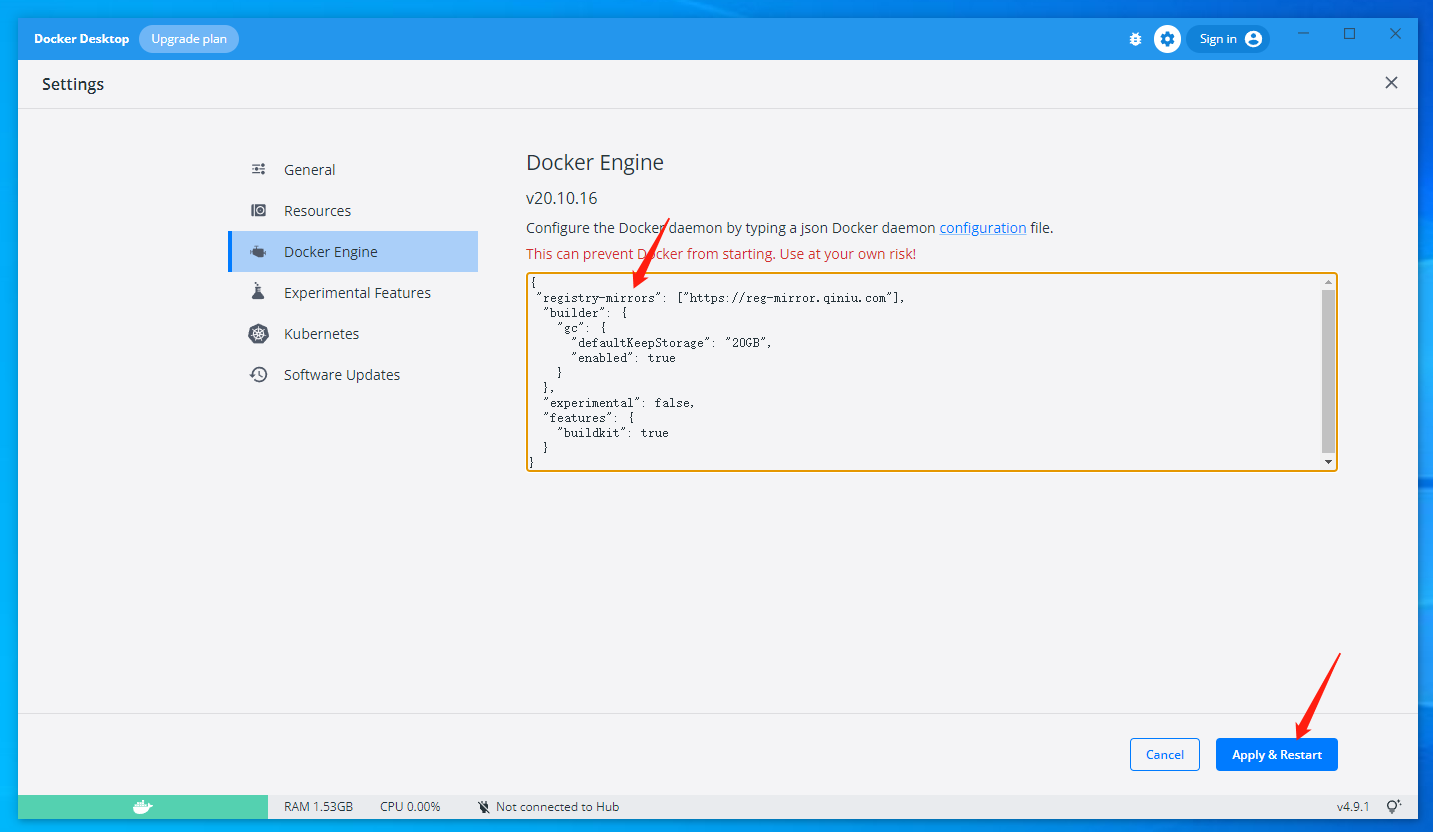 Docker Desktop Upgrade plan Sign in
Settings
General
Resources
Docker Engine
Experimental Features
Kubernetes
Software Updates
Docker Engine
v20.10.16
Configure the Docker daemon by typing a json Docker daemon configuration file.
This can prevent Docker from starting. Use at your own risk!
{
"registry-mirrors": ["https://reg-mirror.qiniu.com"],
"builder": {
"gc": {
"defaultKeepStorage": "20GB",
"enabled": true
}
},
"experimental": false,
"features": {
"buildkit": true
}
}
Cancel Apply & Restart
RAM 1.53GB CPU 0.00% Not connected to Hub v4.9.1